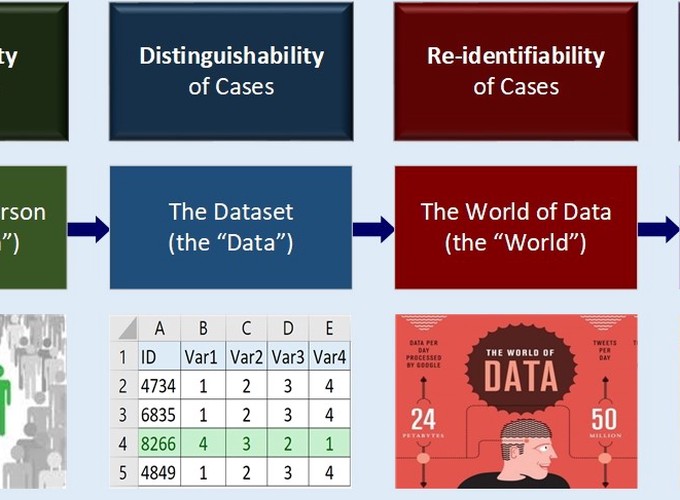 ty
Distinguishability
of Cases
Re-identifiability
of Cases
rson
”)
The Dataset
(the “Data”)
The World of Data
(the “World”)
A B C D E
1 ID Var1 Var2 Var3 Var4
2 4734 1 2 3 4
3 6835 1 2 3 4
4 8266 4 3 2 1
5 4849 1 2 3 4
DATA PER
DAY
PROCESSED
BY GOOGLE
24
PETABYTES
THE WORLD OF
DATA
TWEETS
PER
DAY
50
MILLION